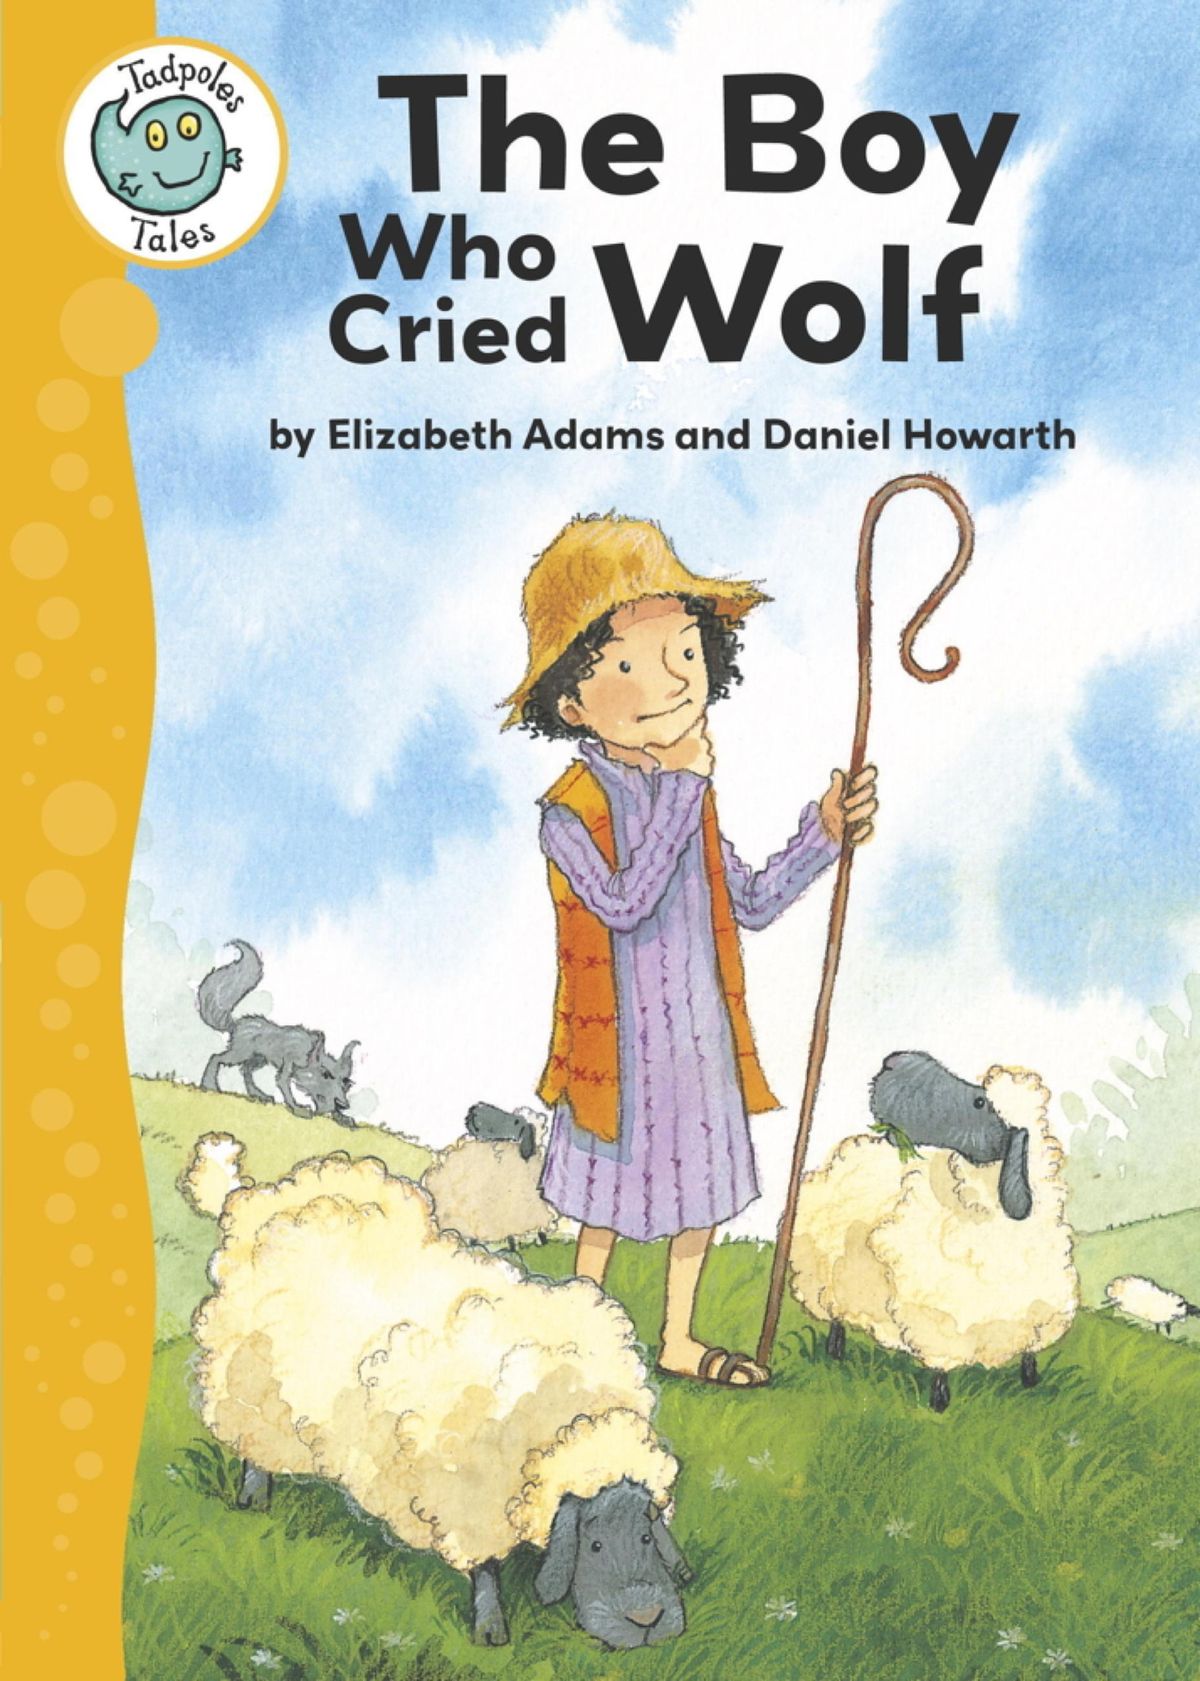 Tadpoles
Tales
The Boy
Who
Cried
Wolf
by Elizabeth Adams and Daniel Howarth